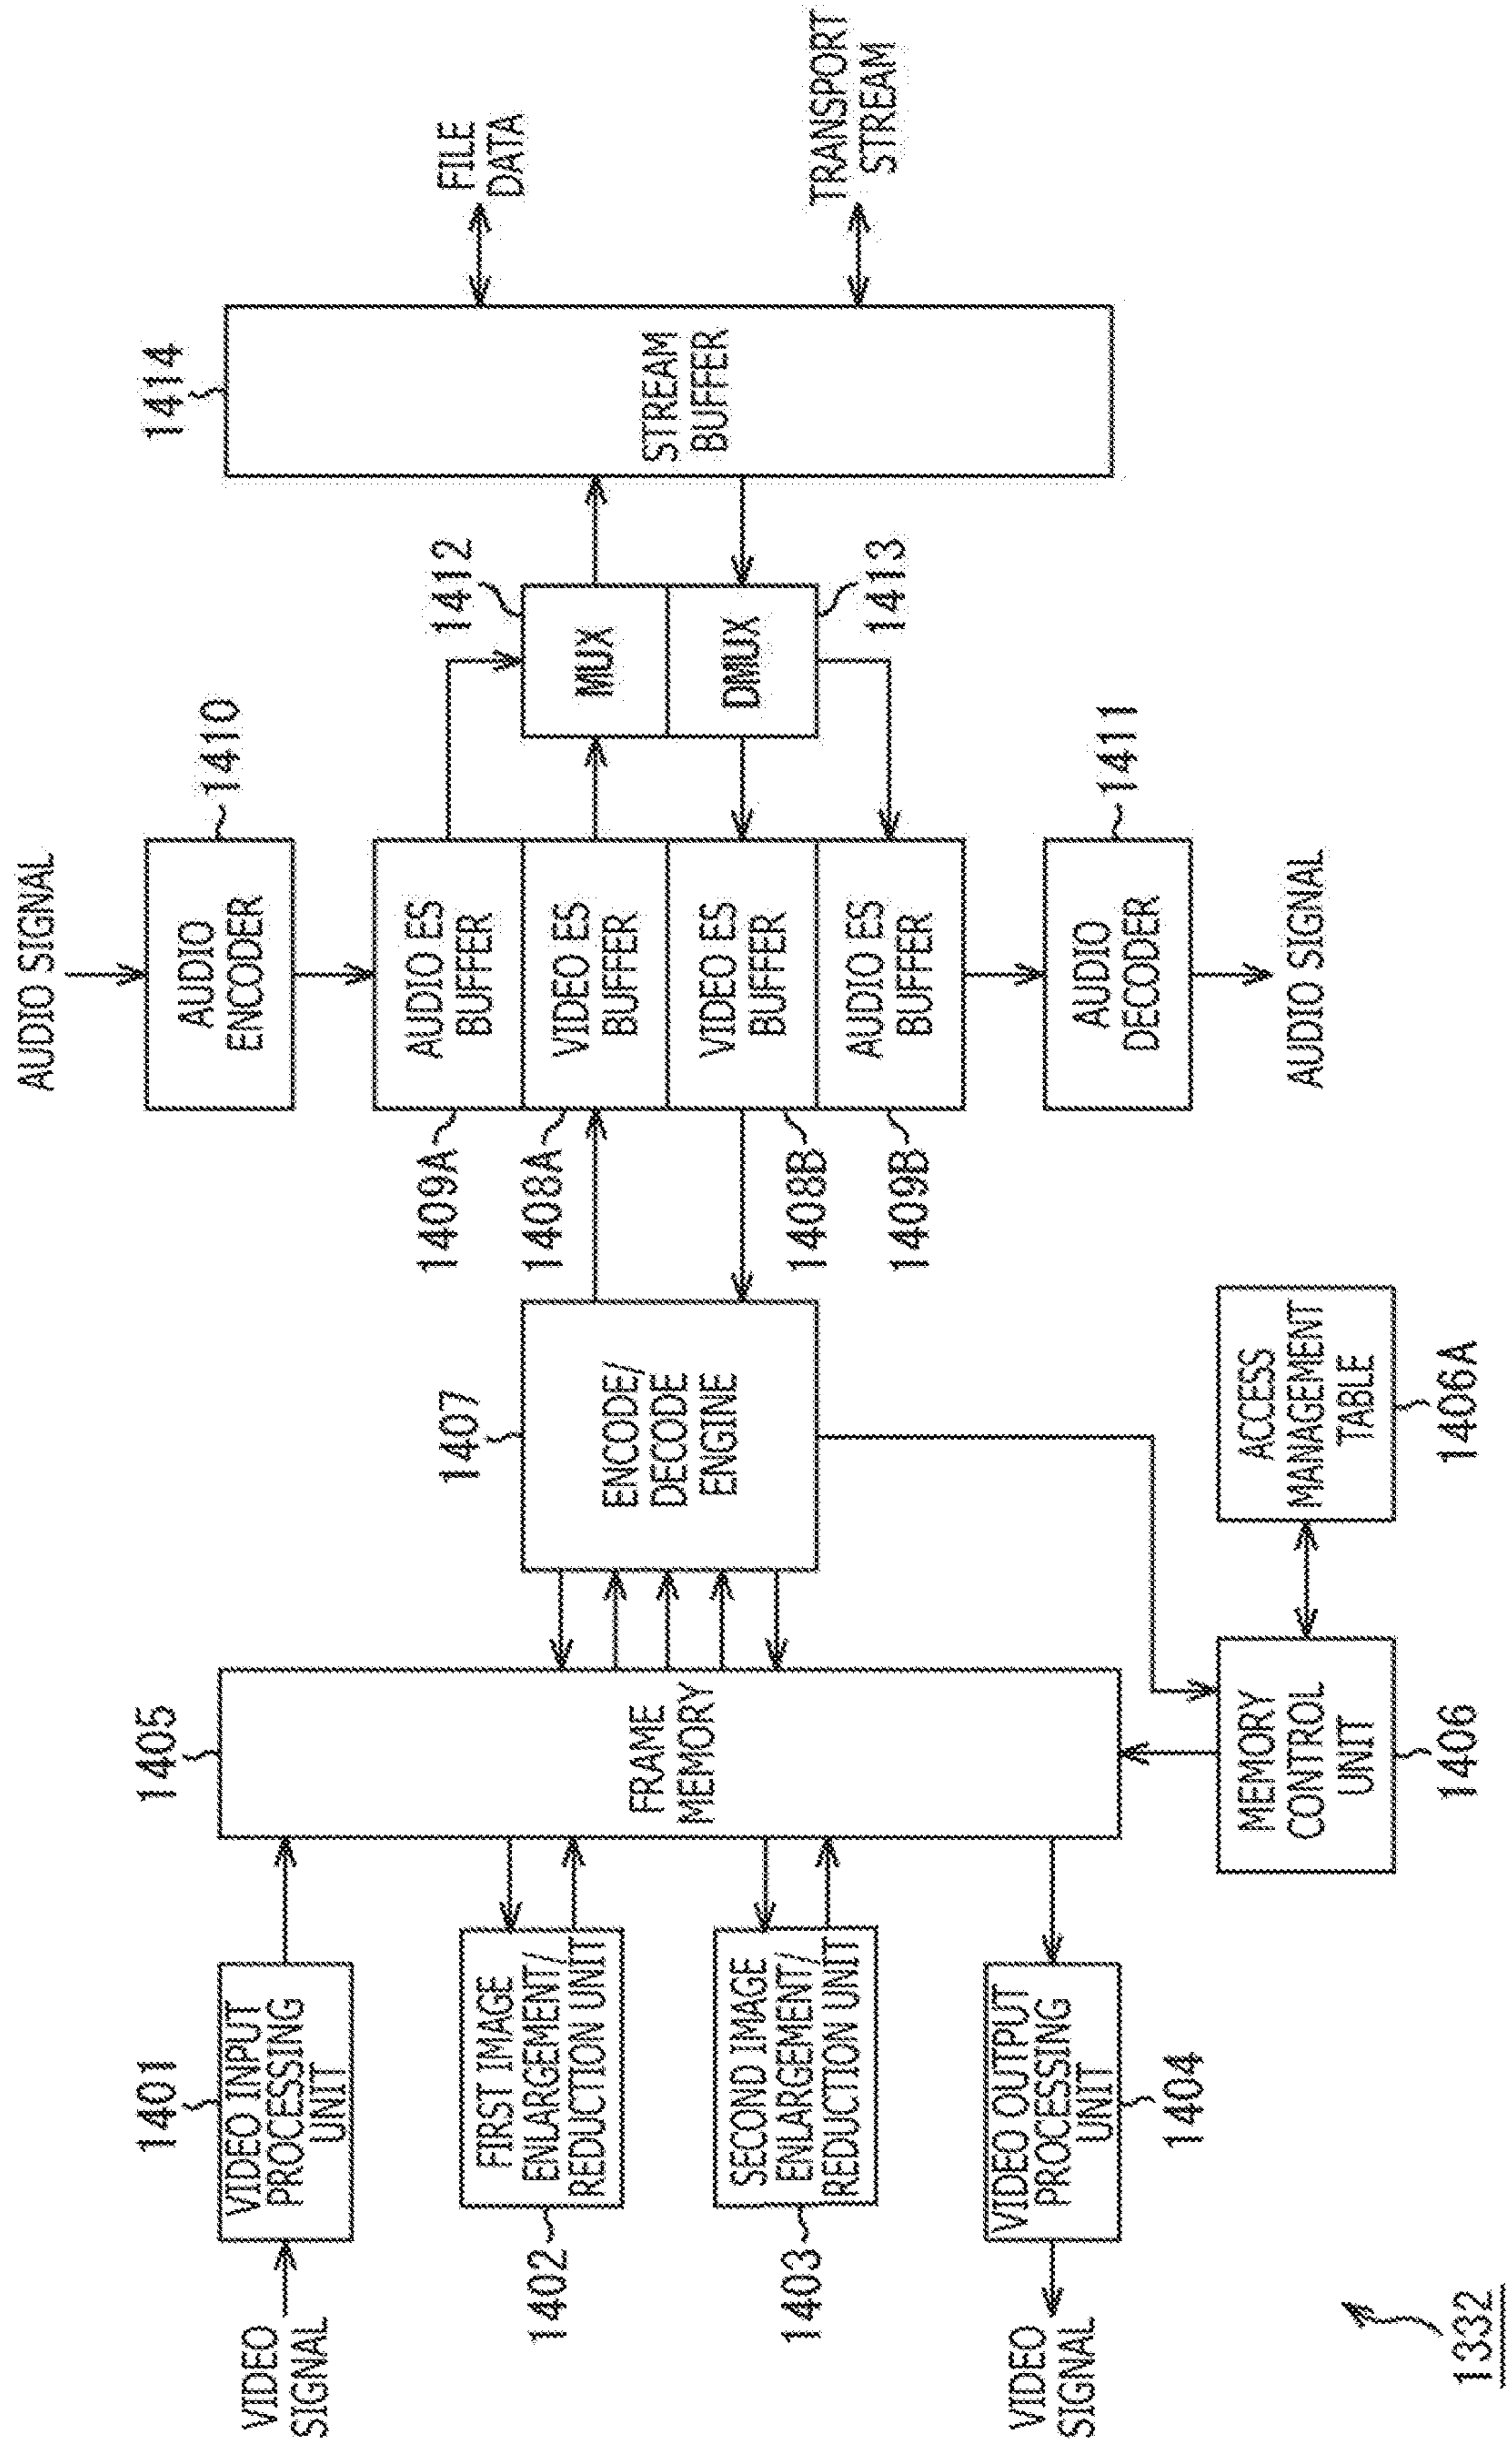 AUDIO SIGNAL
1410
AUDIO
ENCODER
1414
FILE
DATA
1401
VIDEO
SIGNAL
VIDEO INPUT
PROCESSING
UNIT
1405
1407
1409A
AUDIO ES
BUFFER
1412
1402
FIRST IMAGE
ENLARGEMENT/
REDUCTION UNIT
FRAME
MEMORY
ENCODE/
DECODE
ENGINE
1408A
VIDEO ES
BUFFER
MUX
STREAM
BUFFER
1403
SECOND IMAGE
ENLARGEMENT/
REDUCTION UNIT
1408B
VIDEO ES
BUFFER
DMUX
1413
TRANSPORT
STREAM
1409B
AUDIO ES
BUFFER
VIDEO
SIGNAL
VIDEO OUTPUT
PROCESSING
UNIT
1404
AUDIO
DECODER
1411
MEMORY
CONTROL
UNIT
1406
ACCESS
MANAGEMENT
TABLE
1406A
AUDIO SIGNAL
1332